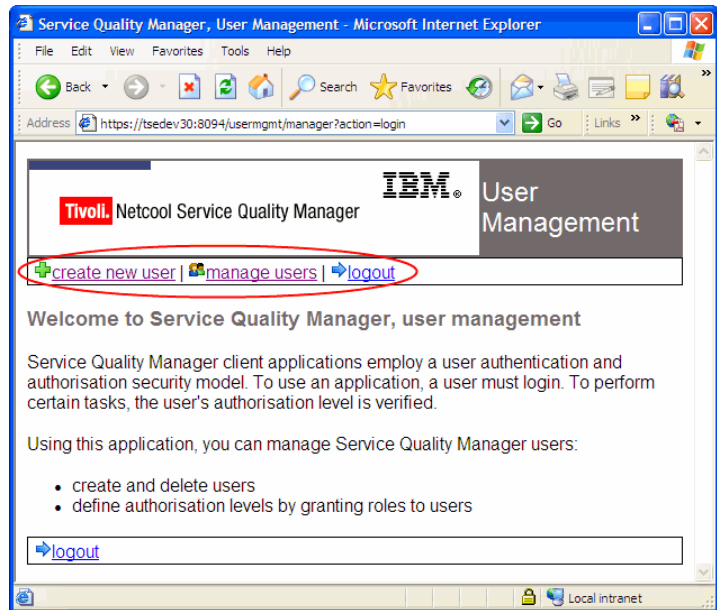 Service Quality Manager, User Management - Microsoft Internet Explorer
File Edit View Favorites Tools Help
Back Search Favorites »
Address https://tsedev30:8094/usermgmt/manager?action=login Go Links »
IBM®
Tivoli. Netcool Service Quality Manager
User
Management
create new user | manage users | logout
Welcome to Service Quality Manager, user management
Service Quality Manager client applications employ a user authentication and
authorisation security model. To use an application, a user must login. To perform
certain tasks, the user's authorisation level is verified.
Using this application, you can manage Service Quality Manager users:
• create and delete users
• define authorisation levels by granting roles to users
logout
Local intranet